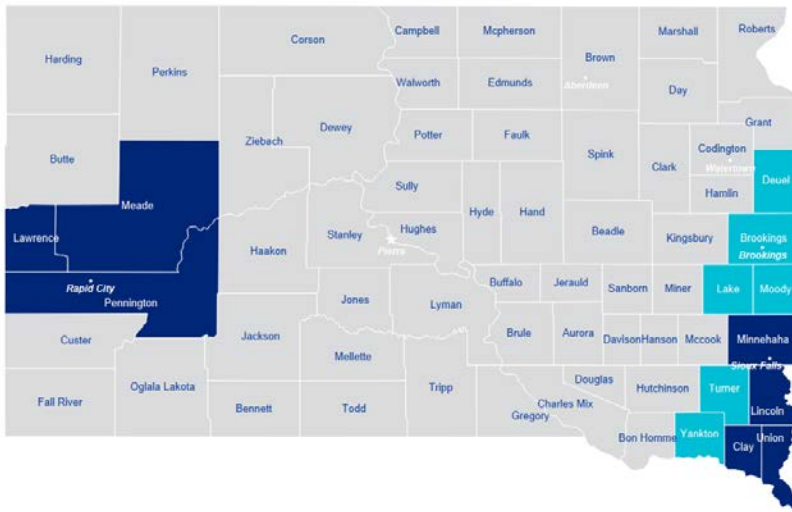 Harding
Perkins
Corson
Campbell
Mcpherson
Brown
Marshall
Roberts
Walworth
Edmunds
Aberdeen
Day
Butte
Ziebach
Dewey
Potter
Faulk
Spink
Clark
Codington
Grant
Watertown
Hamlin
Deuel
Meade
Sully
Lawrence
Haakon
Stanley
Hughes
Pierre
Hyde
Hand
Beadle
Kingsbury
Brookings
Brookings
Rapid City
Pennington
Jones
Lyman
Buffalo
Jerauld
Sanborn
Miner
Lake
Moody
Custer
Jackson
Mellette
Brule
Aurora
Davison
Hanson
Mccook
Minnehaha
Sioux Falls
Fall River
Oglala Lakota
Bennett
Todd
Tripp
Gregory
Charles Mix
Douglas
Hutchinson
Turner
Lincoln
Bon Homme
Yankton
Clay
Union